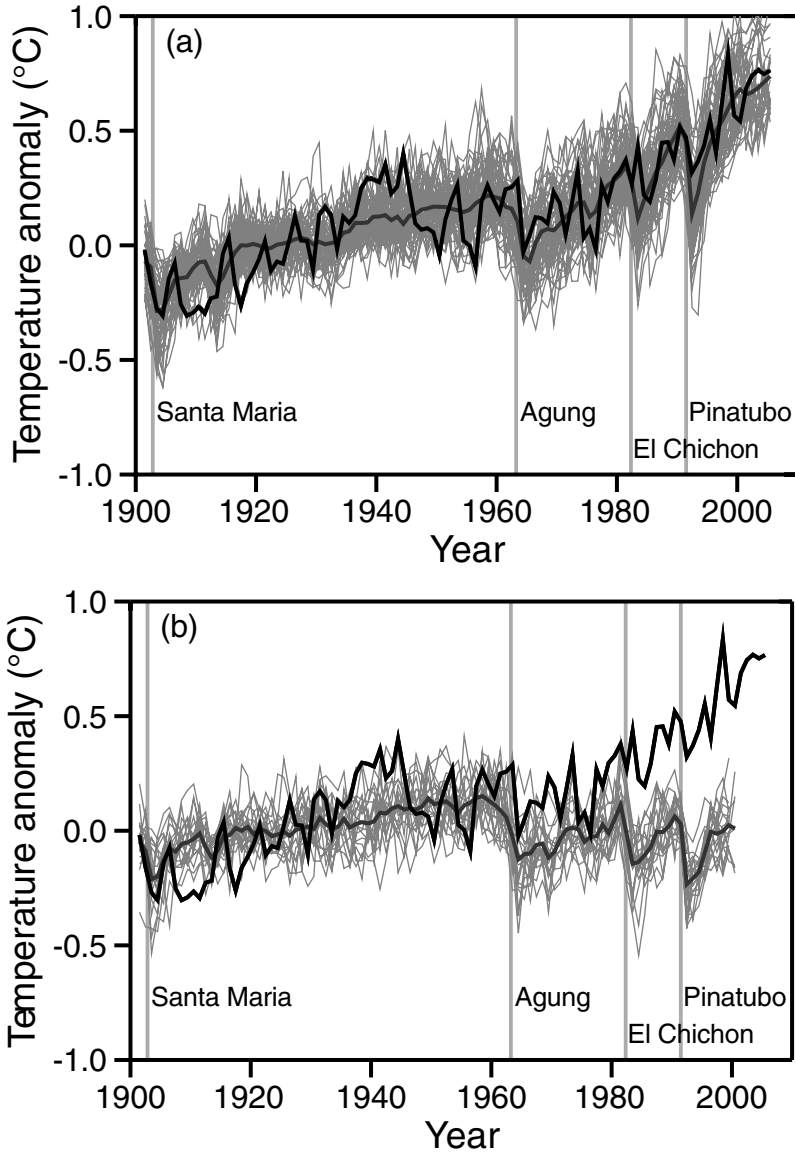 (a)
Temperature anomaly (°C)
1.0
0.5
0.0
-0.5
-1.0
Santa Maria
Agung
Pinatubo
El Chichon
1900 1920 1940 1960 1980 2000
Year
(b)
Temperature anomaly (°C)
1.0
0.5
0.0
-0.5
-1.0
Santa Maria
Agung
Pinatubo
El Chichon
1900 1920 1940 1960 1980 2000
Year